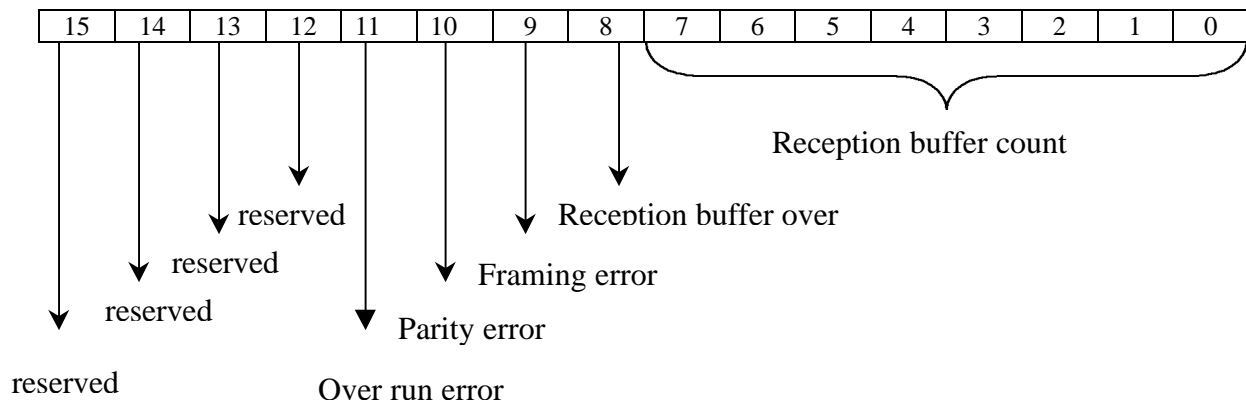 15 14 13 12 11 10 9 8 7 6 5 4 3 2 1 0
Reception buffer count
reserved
Reception buffer over
reserved
Framing error
reserved
Parity error
reserved
Over run error